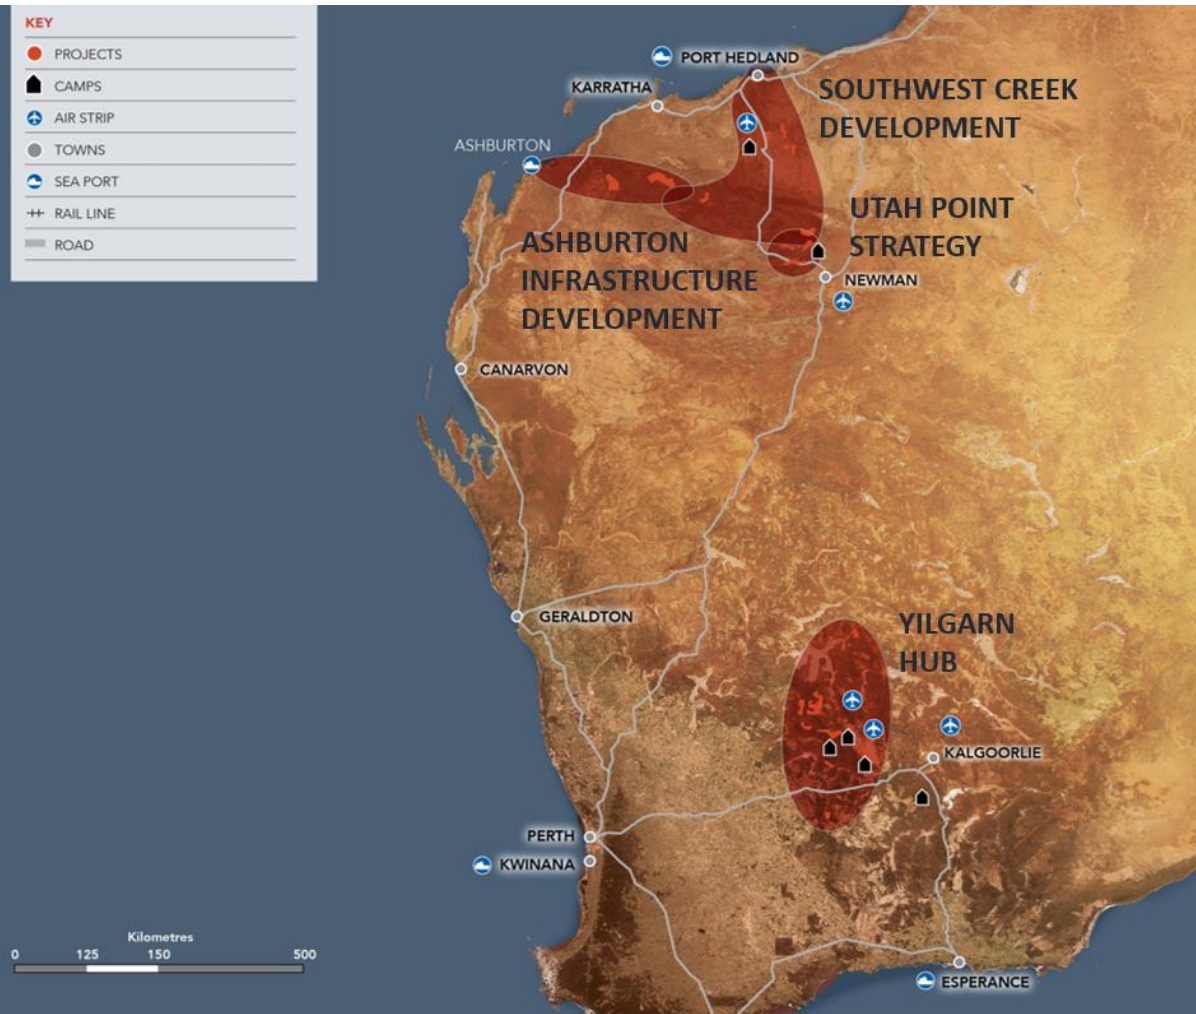 KEY
PROJECTS
CAMPS
AIR STRIP
TOWNS
SEA PORT
RAIL LINE
ROAD
PORT HEDLAND
KARRATHA
SOUTHWEST CREEK
DEVELOPMENT
ASHBURTON
UTAH POINT
STRATEGY
ASHBURTON
INFRASTRUCTURE
DEVELOPMENT
NEWMAN
CANARVON
GERALDTON
YILGARN
HUB
KALGOORLIE
PERTH
KWINANA
Kilometres
0 125 150 500
ESPERANCE